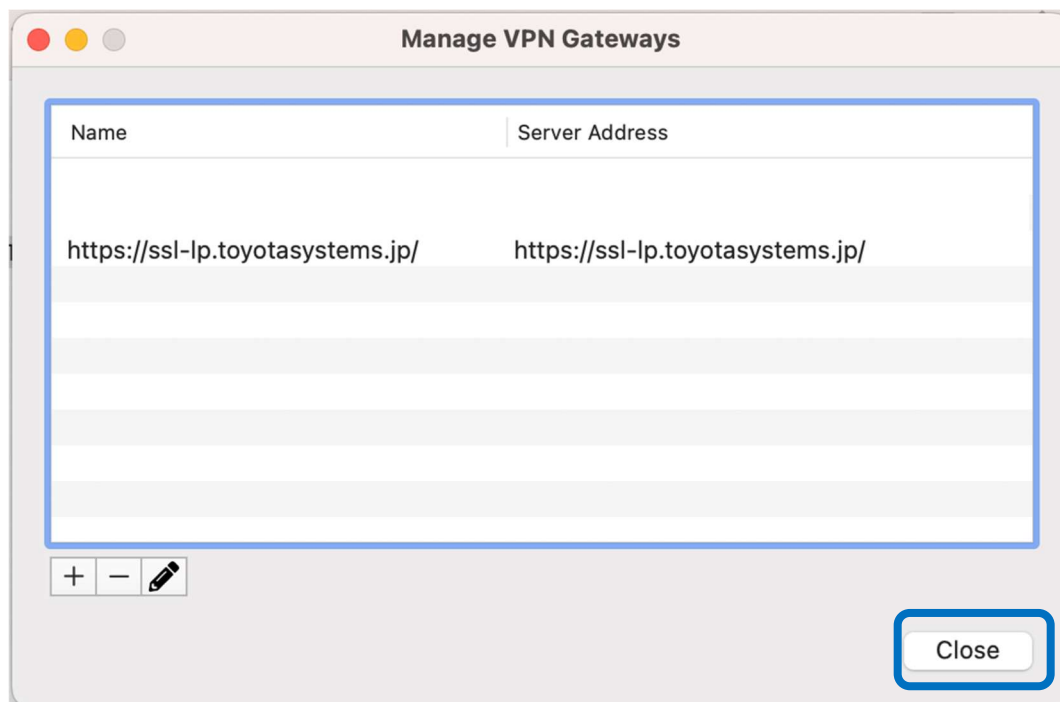 Manage VPN Gateways
Name Server Address
https://ssl-lp.toyotasystems.jp/ https://ssl-lp.toyotasystems.jp/
+ −
Close